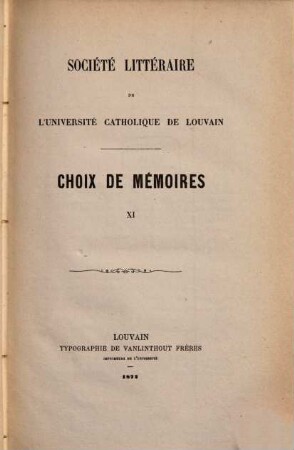 SOCIÉTÉ LITTÉRAIRE
DE
L'UNIVERSITÉ CATHOLIQUE DE LOUVAIN
CHOIX DE MÉMOIRES
XI
LOUVAIN
TYPOGRAPHIE DE VANLINTHOUT FRÈRES
IMPRIMEURS DE L'UNIVERSITÉ